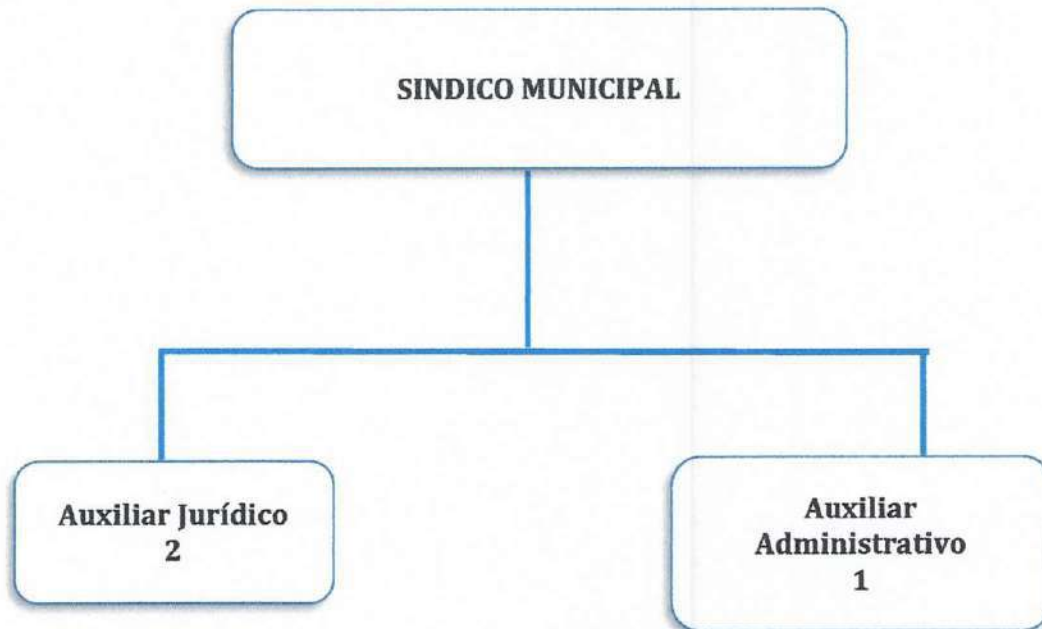 SINDICO MUNICIPAL
Auxiliar Jurídico
2
Auxiliar
Administrativo
1